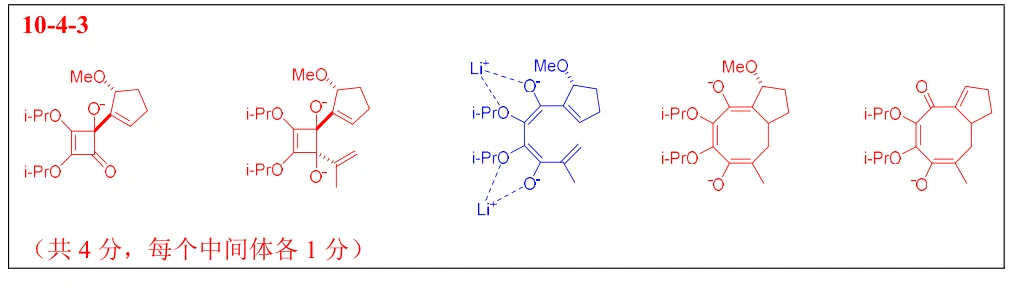 10-4-3
MeO O⁻ i-PrO i-PrO O
MeO O⁻ i-PrO i-PrO O⁻
Li⁺ O⁻ MeO i-PrO i-PrO O⁻ Li⁺
⁻O MeO i-PrO i-PrO ⁻O
O i-PrO i-PrO ⁻O
（共 4 分，每个中间体各 1 分）